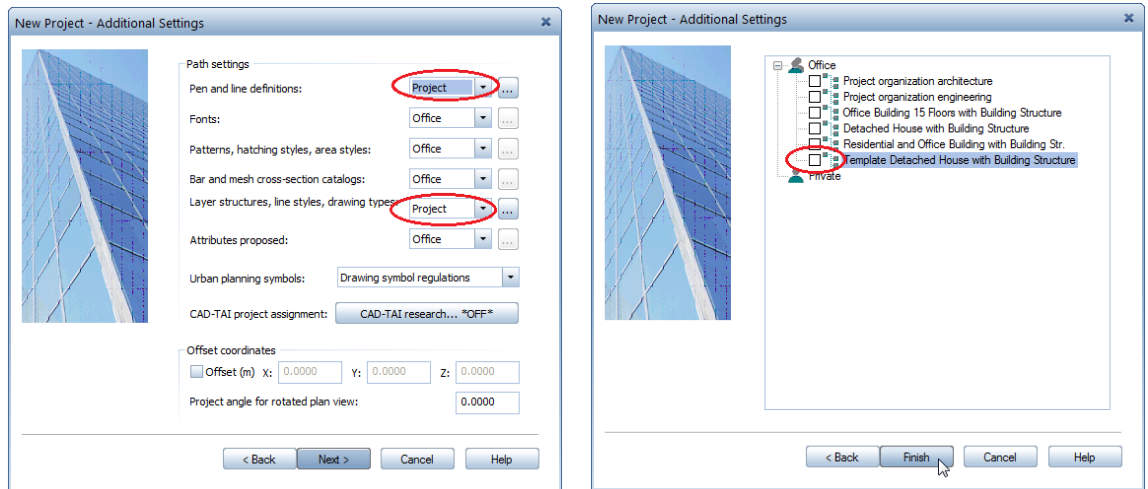 New Project - Additional Settings
Path settings
Pen and line definitions: Project ...
Fonts: Office ...
Patterns, hatching styles, area styles: Office ...
Bar and mesh cross-section catalogs: Office ...
Layer structures, line styles, drawing types: Project ...
Attributes proposed: Office ...
Urban planning symbols: Drawing symbol regulations
CAD-TAI project assignment: CAD-TAI research... *OFF*
Offset coordinates
Offset (m) X: 0.0000 Y: 0.0000 Z: 0.0000
Project angle for rotated plan view: 0.0000
< Back Next > Cancel Help
New Project - Additional Settings
Office
Project organization architecture
Project organization engineering
Office Building 15 Floors with Building Structure
Detached House with Building Structure
Residential and Office Building with Building Str.
Template Detached House with Building Structure
Private
< Back Finish Cancel Help